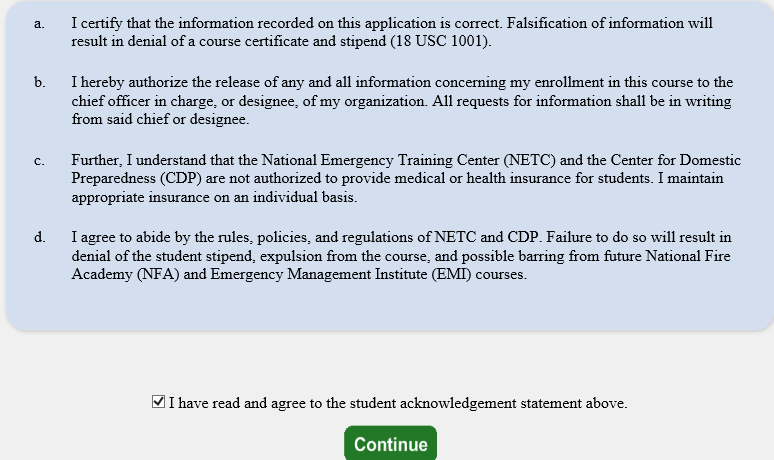 a. I certify that the information recorded on this application is correct. Falsification of information will
result in denial of a course certificate and stipend (18 USC 1001).
b. I hereby authorize the release of any and all information concerning my enrollment in this course to the
chief officer in charge, or designee, of my organization. All requests for information shall be in writing
from said chief or designee.
c. Further, I understand that the National Emergency Training Center (NETC) and the Center for Domestic
Preparedness (CDP) are not authorized to provide medical or health insurance for students. I maintain
appropriate insurance on an individual basis.
d. I agree to abide by the rules, policies, and regulations of NETC and CDP. Failure to do so will result in
denial of the student stipend, expulsion from the course, and possible barring from future National Fire
Academy (NFA) and Emergency Management Institute (EMI) courses.
I have read and agree to the student acknowledgement statement above.
Continue